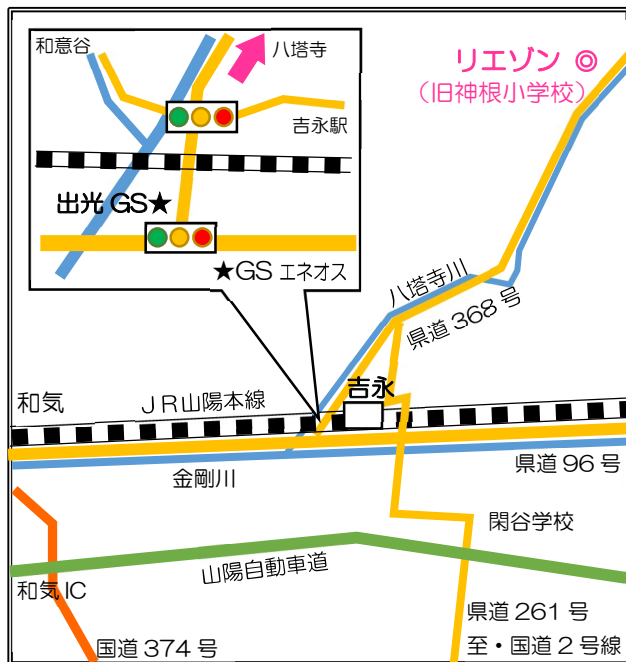 和意谷
八塔寺
リエゾン ◎
（旧神根小学校）
吉永駅
出光 GS★
★GS エネオス
八塔寺川
県道 368 号
吉永
和気
ＪＲ山陽本線
金剛川
県道 96 号
閑谷学校
山陽自動車道
和気 IC
県道 261 号
至・国道 2 号線
国道 374 号